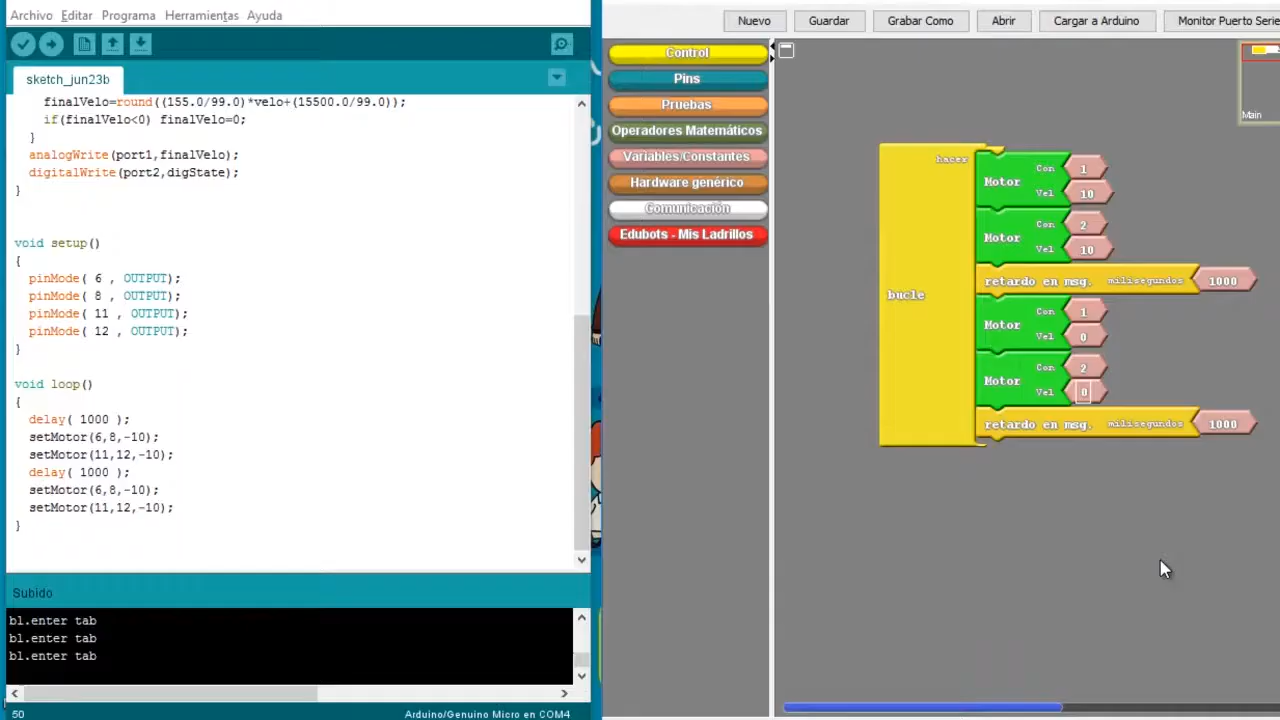 Archivo Editar Programa Herramientas Ayuda
sketch_jun23b
finalVelo=round((155.0/99.0)*velo+(15500.0/99.0));
if(finalVelo<0) finalVelo=0;
}
analogWrite(port1,finalVelo);
digitalWrite(port2,digState);
}
void setup()
{
pinMode( 6 , OUTPUT);
pinMode( 8 , OUTPUT);
pinMode( 11 , OUTPUT);
pinMode( 12 , OUTPUT);
}
void loop()
{
delay( 1000 );
setMotor(6,8,-10);
setMotor(11,12,-10);
delay( 1000 );
setMotor(6,8,-10);
setMotor(11,12,-10);
}
Subido
bl.enter tab
bl.enter tab
bl.enter tab
50
Arduino/Genuino Micro en COM4
Nuevo Guardar Grabar Como Abrir Cargar a Arduino Monitor Puerto Serie
Control
Pins
Pruebas
Operadores Matemáticos
Variables/Constantes
Hardware genérico
Comunicación
Edubots - Mis Ladrillos
Main
bucle
hacer
Motor Con 1
Vel 10
Motor Con 2
Vel 10
retardo en msg. milisegundos 1000
Motor Con 1
Vel 0
Motor Con 2
Vel 0
retardo en msg. milisegundos 1000